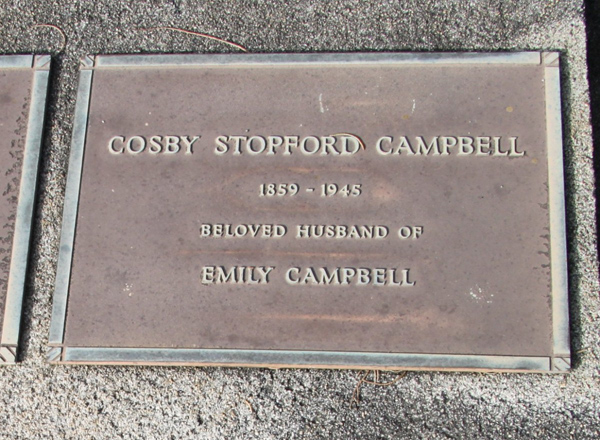 COSBY STOPFORD CAMPBELL
1859 - 1945
BELOVED HUSBAND OF
EMILY CAMPBELL